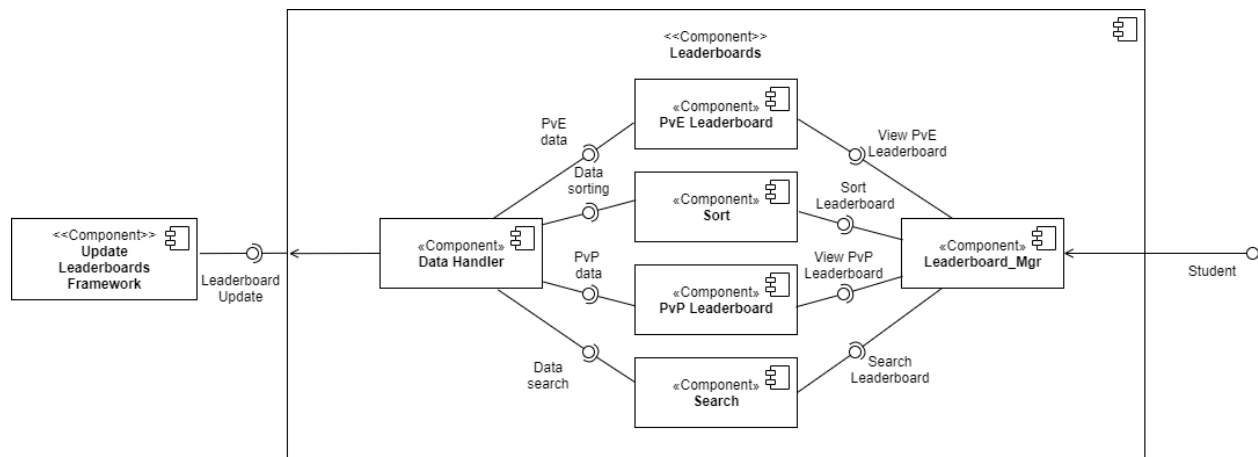 <<Component>>
Leaderboards
«Component»
PvE Leaderboard
PvE
data
View PvE
Leaderboard
Data
sorting
«Component»
Sort
Sort
Leaderboard
<<Component>>
Update
Leaderboards
Framework
Leaderboard
Update
«Component»
Data Handler
«Component»
Leaderboard_Mgr
Student
PvP
data
«Component»
PvP Leaderboard
View PvP
Leaderboard
Data
search
«Component»
Search
Search
Leaderboard